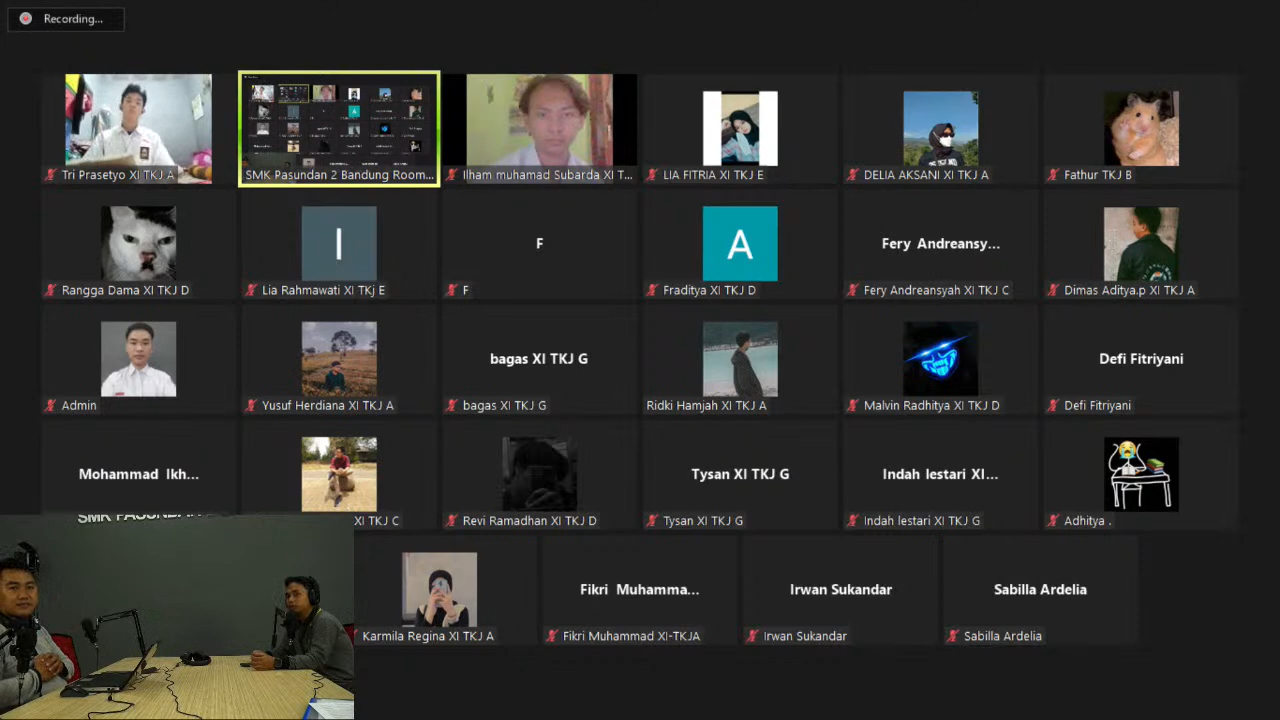 Recording...
Tri Prasetyo XI TKJ A
SMK Pasundan 2 Bandung Room...
Ilham muhamad Subarda XI T...
LIA FITRIA XI TKJ E
DELIA AKSANI XI TKJ A
Fathur TKJ B
I
F
A
Fery Andreansy...
Rangga Dama XI TKJ D
Lia Rahmawati XI TKj E
F
Fraditya XI TKJ D
Fery Andreansyah XI TKJ C
Dimas Aditya.p XI TKJ A
bagas XI TKJ G
Defi Fitriyani
Admin
Yusuf Herdiana XI TKJ A
bagas XI TKJ G
Ridki Hamjah XI TKJ A
Malvin Radhitya XI TKJ D
Defi Fitriyani
Mohammad Ikh...
Tysan XI TKJ G
Indah lestari XI...
XI TKJ C
Revi Ramadhan XI TKJ D
Tysan XI TKJ G
Indah lestari XI TKJ G
Adhitya .
SMK PASUNDAN
Fikri Muhamma...
Irwan Sukandar
Sabilla Ardelia
Karmila Regina XI TKJ A
Fikri Muhammad XI-TKJA
Irwan Sukandar
Sabilla Ardelia